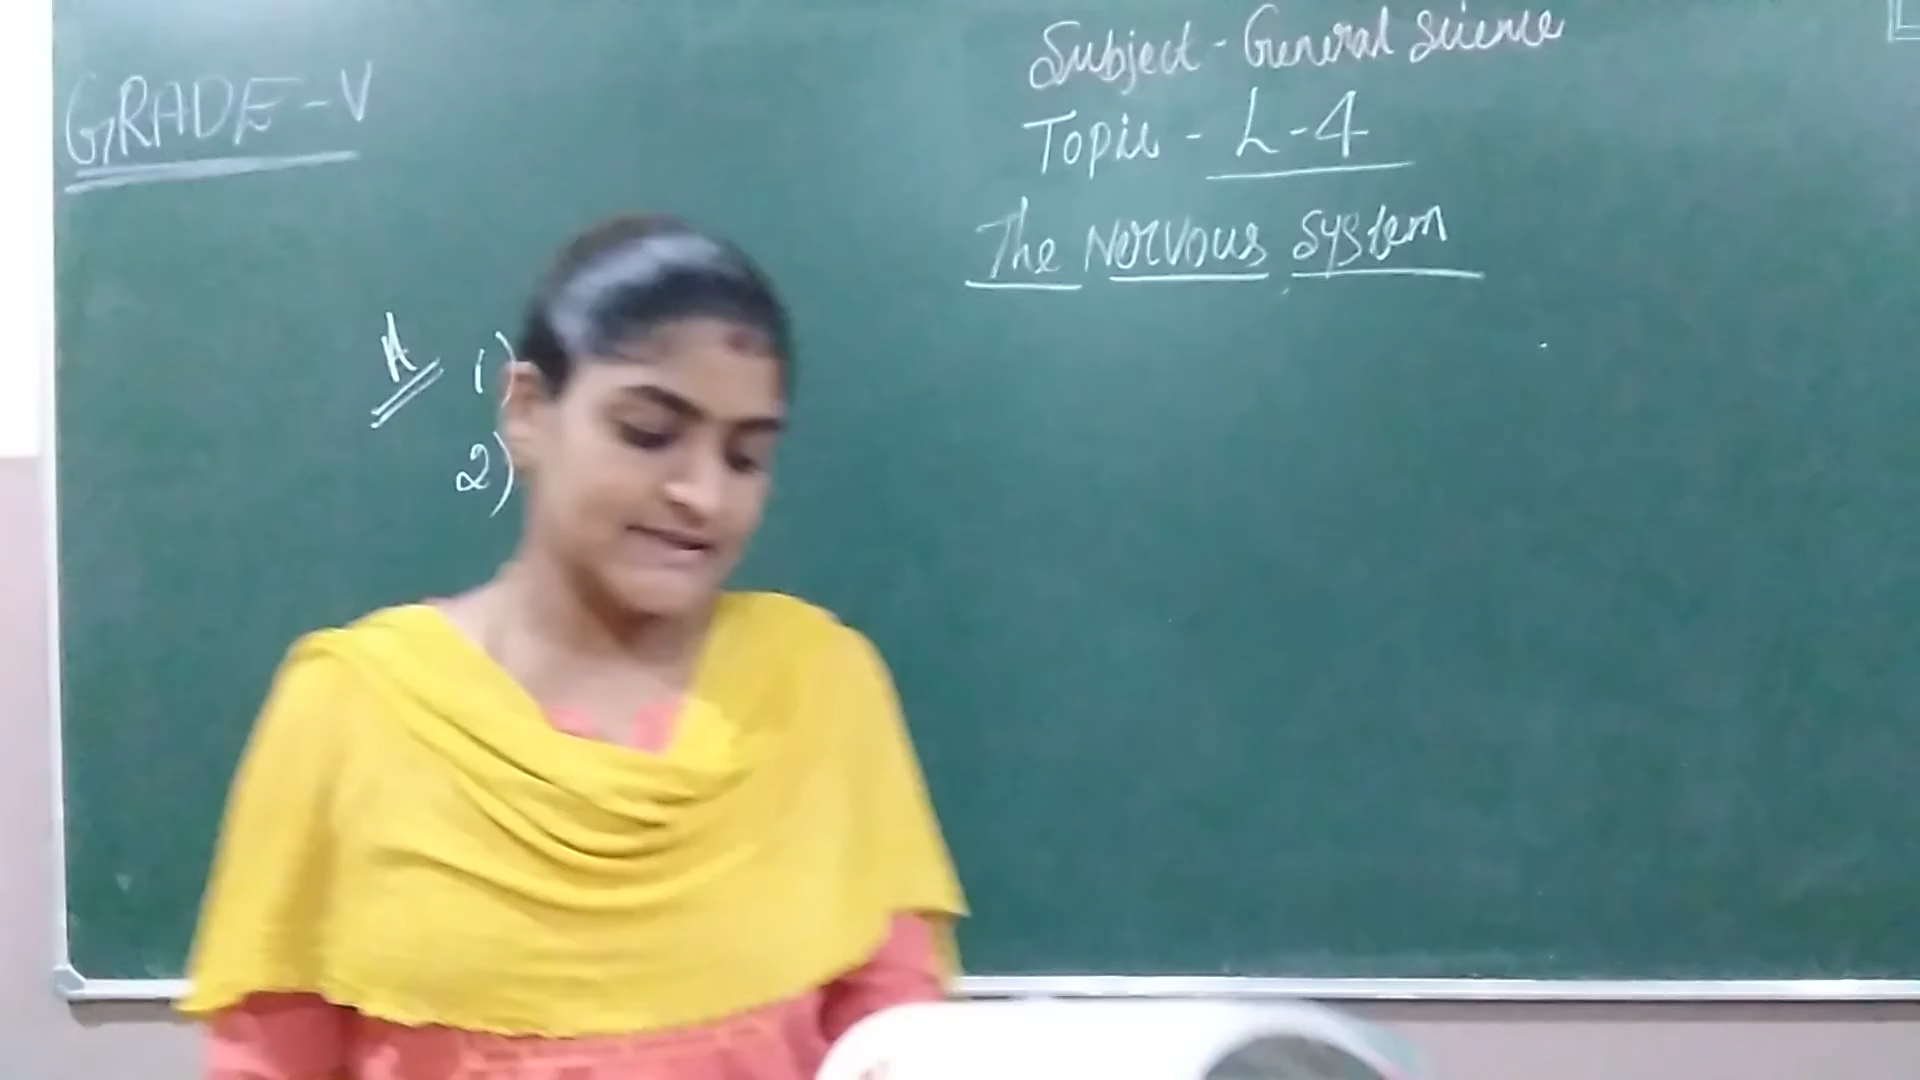 GRADE-V
Subject - General Science
Topic - L-4
The Nervous System
A 1)
2)